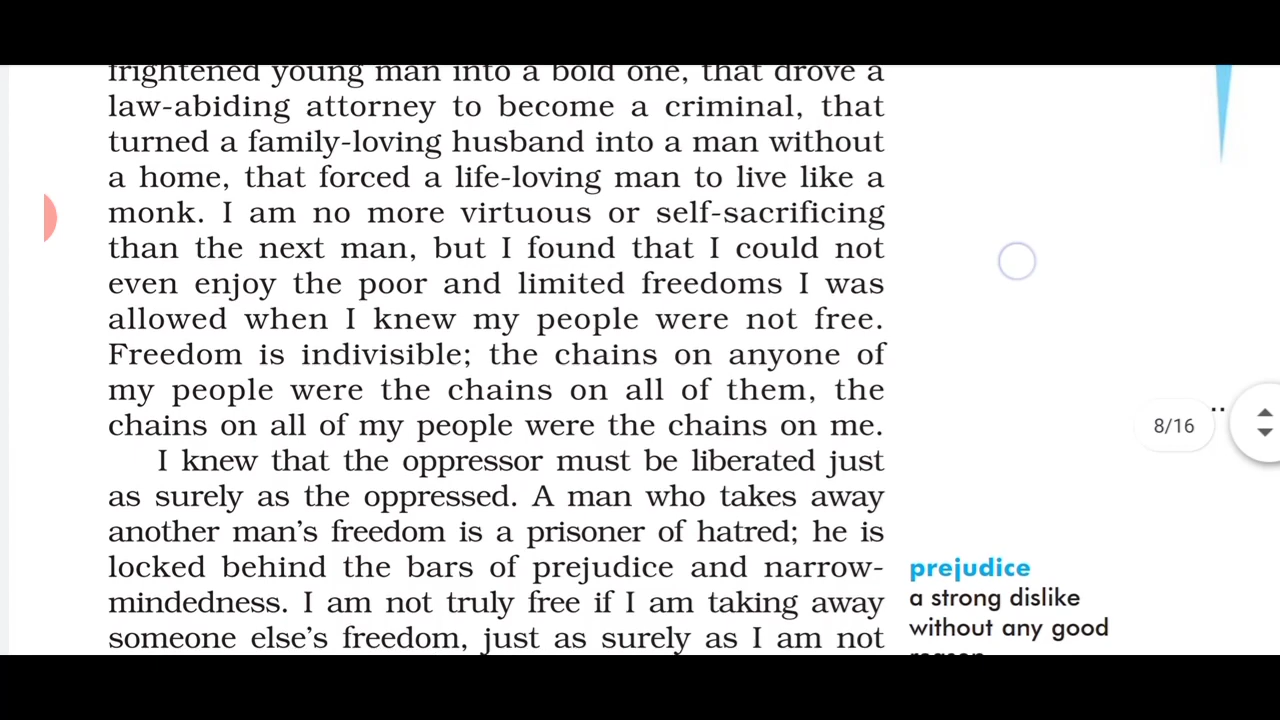 frightened young man into a bold one, that drove a
law-abiding attorney to become a criminal, that
turned a family-loving husband into a man without
a home, that forced a life-loving man to live like a
monk. I am no more virtuous or self-sacrificing
than the next man, but I found that I could not
even enjoy the poor and limited freedoms I was
allowed when I knew my people were not free.
Freedom is indivisible; the chains on anyone of
my people were the chains on all of them, the
chains on all of my people were the chains on me.
I knew that the oppressor must be liberated just
as surely as the oppressed. A man who takes away
another man's freedom is a prisoner of hatred; he is
locked behind the bars of prejudice and narrow-
mindedness. I am not truly free if I am taking away
someone else's freedom, just as surely as I am not
8/16
prejudice
a strong dislike
without any good
reason